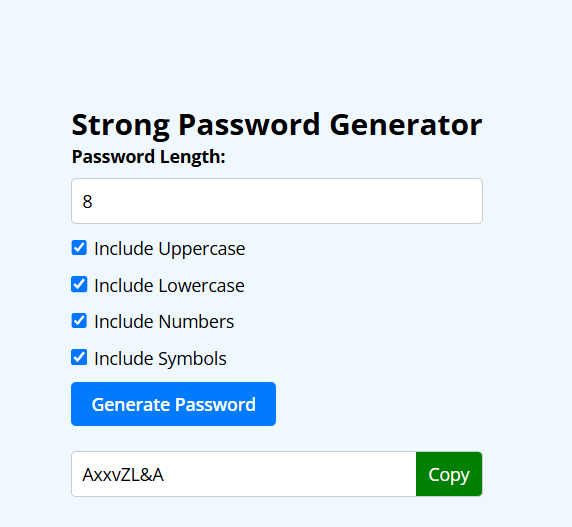 Strong Password Generator
Password Length:
8
Include Uppercase
Include Lowercase
Include Numbers
Include Symbols
Generate Password
AxxvZL&A Copy